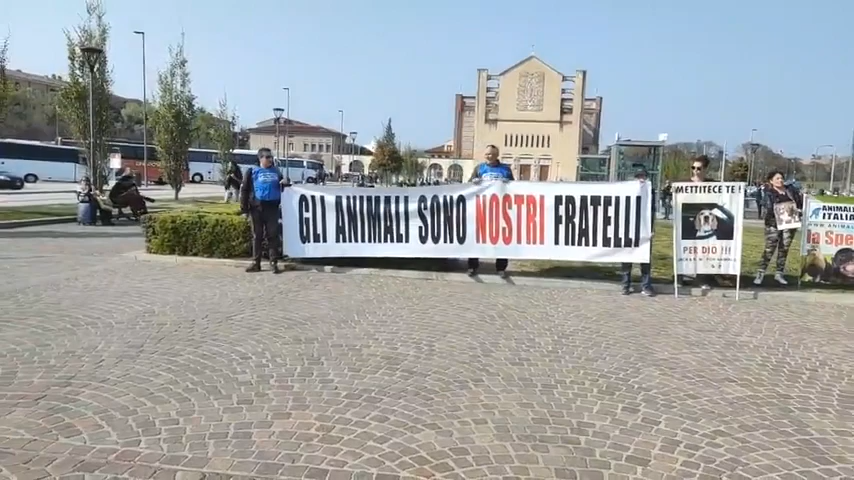 GLI ANIMALI SONO NOSTRI FRATELLI
METTITECE TE!
PER DIO !!!
ANIMALI
ITALIA
la Spe